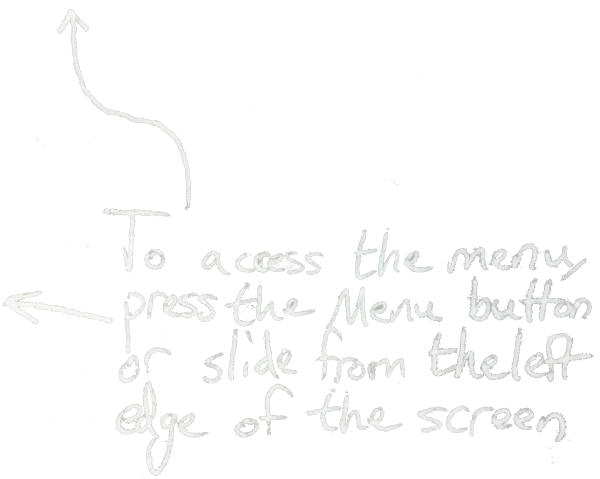 To access the menu,
press the Menu button
or slide from the left
edge of the screen